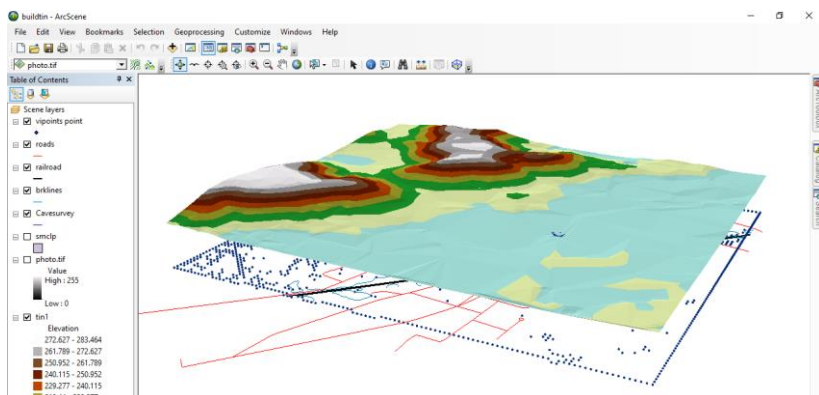 buildtin - ArcScene
File Edit View Bookmarks Selection Geoprocessing Customize Windows Help
photo.tif
Table of Contents
Scene layers
vipoints point
roads
railroad
brklines
Cavesurvey
smclp
photo.tif
Value
High : 255
Low : 0
tin1
Elevation
272.627 - 283.464
261.789 - 272.627
250.952 - 261.789
240.115 - 250.952
229.277 - 240.115